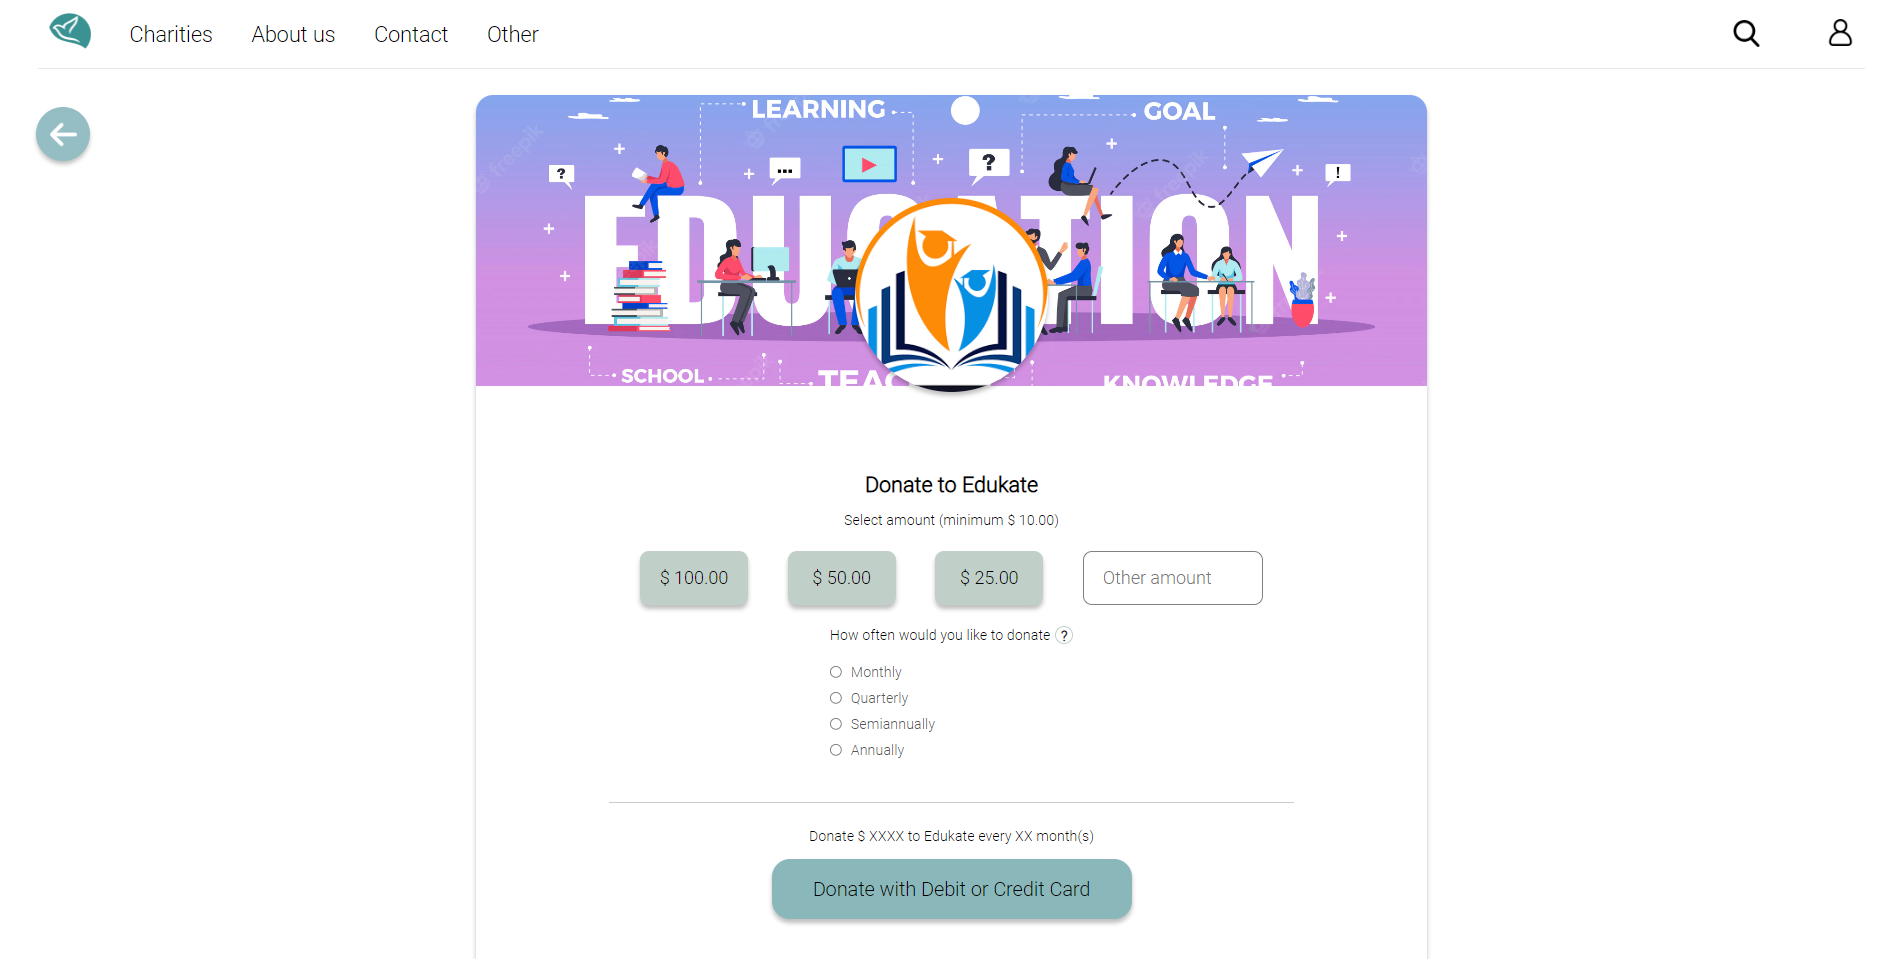 Charities About us Contact Other
LEARNING
GOAL
?
...
?
!
EDUCATION
SCHOOL
KNOWLEDGE
freepik
Donate to Edukate
Select amount (minimum $ 10.00)
$ 100.00 $ 50.00 $ 25.00 Other amount
How often would you like to donate ?
Monthly
Quarterly
Semiannually
Annually
Donate $ XXXX to Edukate every XX month(s)
Donate with Debit or Credit Card